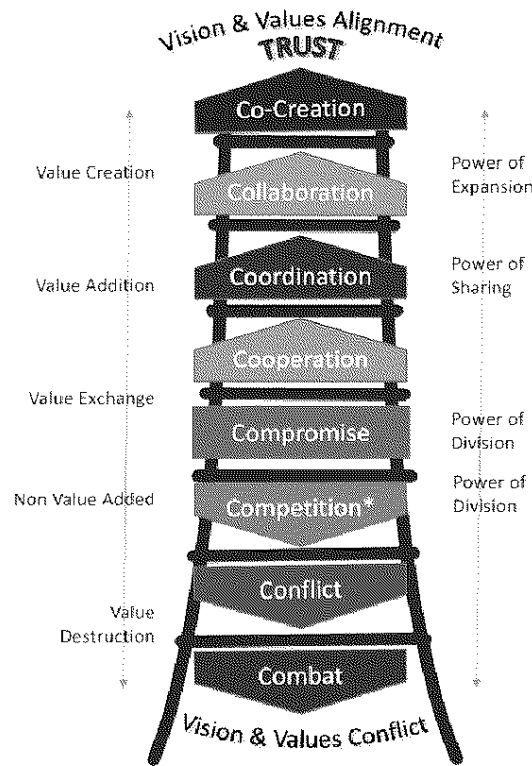 Vision & Values Alignment
TRUST
Co-Creation
Value Creation
Power of
Expansion
Collaboration
Value Addition
Coordination
Power of
Sharing
Cooperation
Value Exchange
Compromise
Power of
Division
Non Value Added
Competition*
Power of
Division
Conflict
Value
Destruction
Combat
Vision & Values Conflict